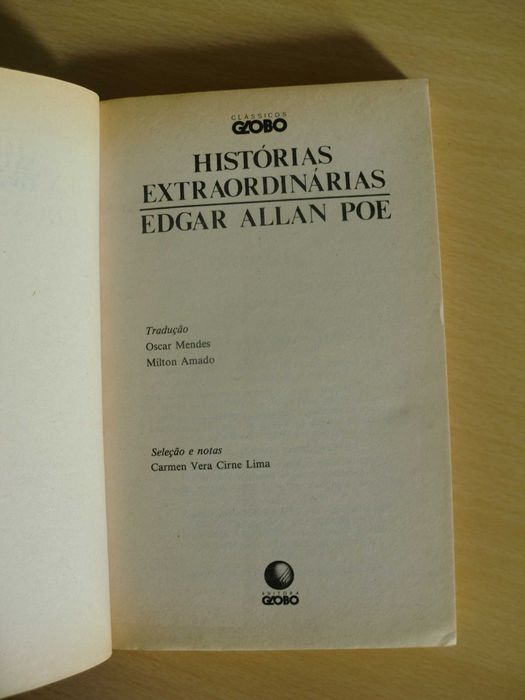 CLÁSSICOS
GLOBO
HISTÓRIAS
EXTRAORDINÁRIAS
EDGAR ALLAN POE
Tradução
Oscar Mendes
Milton Amado
Seleção e notas
Carmen Vera Cirne Lima
EDITORA
GLOBO